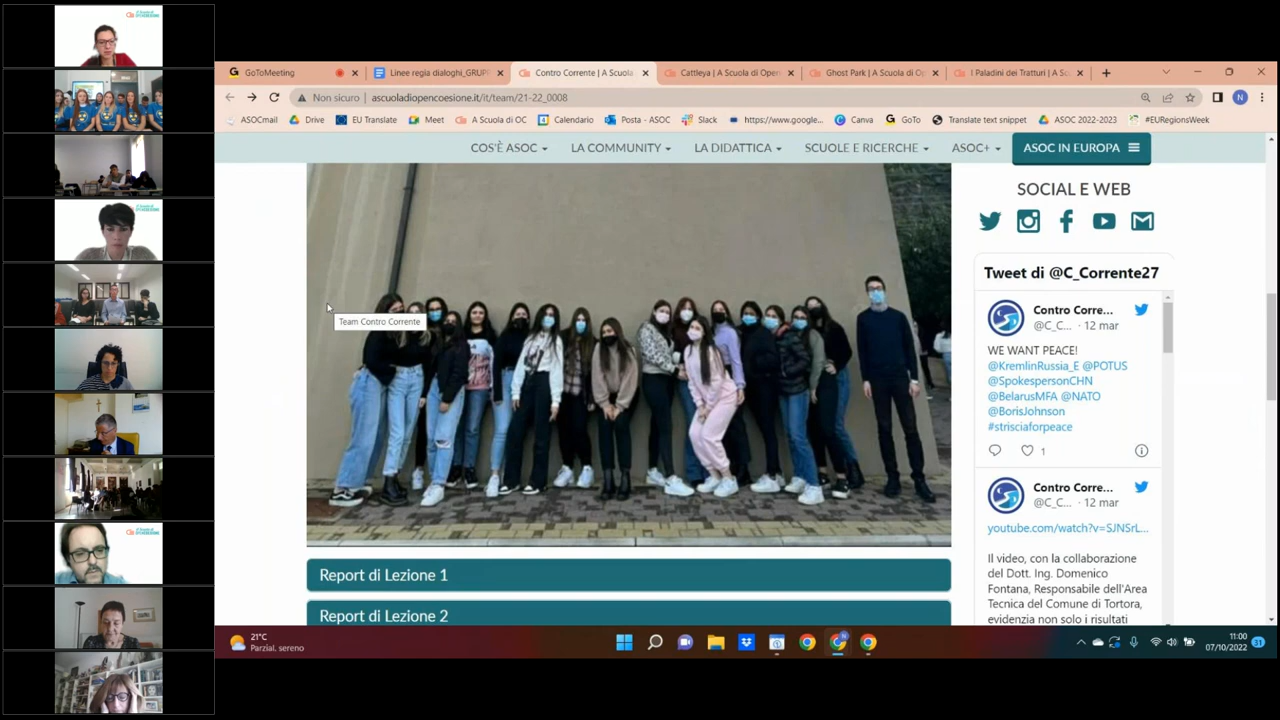 GoToMeeting
Linee regia dialoghi_GRUPP
Contro Corrente | A Scuola
Cattleya | A Scuola di Open
Ghost Park | A Scuola di Op
I Paladini dei Tratturi | A Sc
Non sicuro
ascuoladiopencoesione.it/it/team/21-22_0008
ASOCmail
Drive
EU Translate
Meet
A Scuola di OC
Calendario
Posta - ASOC
Slack
https://www.google...
Canva
GoTo
Translate text snippet
ASOC 2022-2023
#EURegionsWeek
COS'È ASOC
LA COMMUNITY
LA DIDATTICA
SCUOLE E RICERCHE
ASOC+
ASOC IN EUROPA
Team Contro Corrente
Report di Lezione 1
Report di Lezione 2
SOCIAL E WEB
Tweet di @C_Corrente27
Contro Corre...
@C_C... · 12 mar
WE WANT PEACE!
@KremlinRussia_E @POTUS
@SpokespersonCHN
@BelarusMFA @NATO
@BorisJohnson
#strisciaforpeace
1
Contro Corre...
@C_C... · 12 mar
youtube.com/watch?v=SJNSrL...
Il video, con la collaborazione
del Dott. Ing. Domenico
Fontana, Responsabile dell'Area
Tecnica del Comune di Tortora,
evidenzia non solo i risultati
21°C
Parzial. sereno
11:00
07/10/2022
31